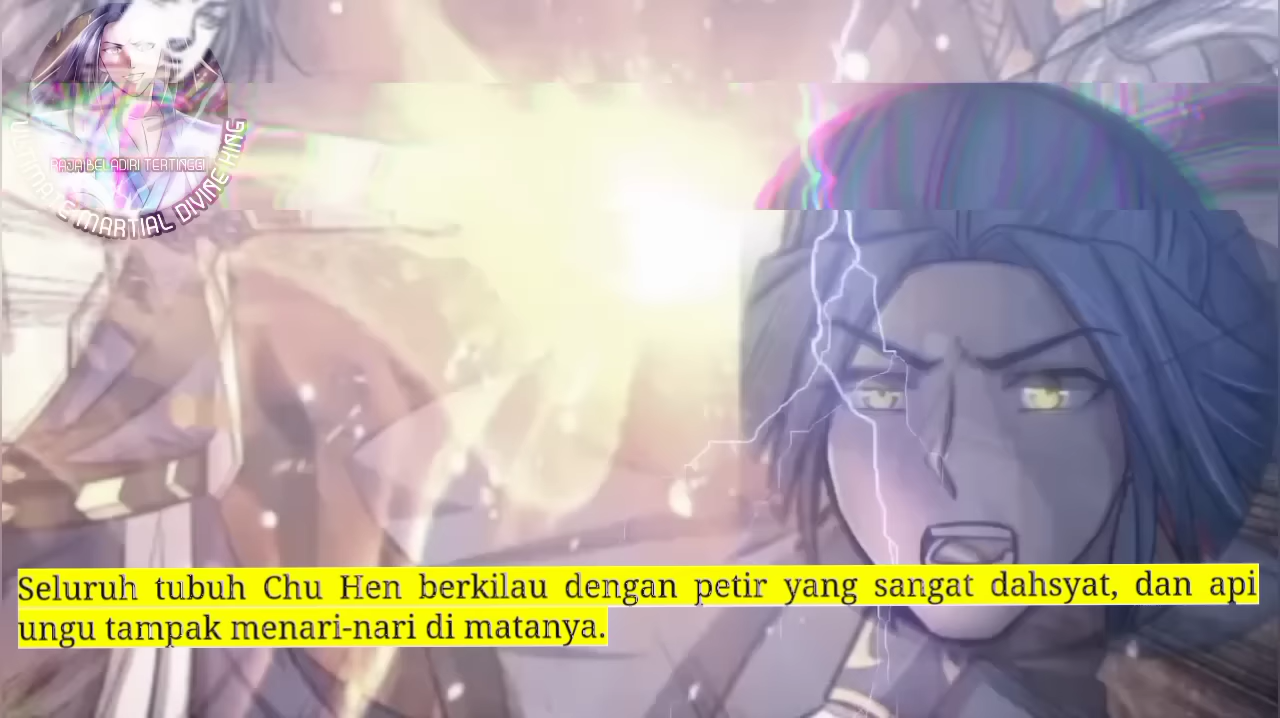 RAJA BELADIRI TERTINGGI
ULTIMATE MARTIAL DIVINE KING
Seluruh tubuh Chu Hen berkilau dengan petir yang sangat dahsyat, dan api
ungu tampak menari-nari di matanya.